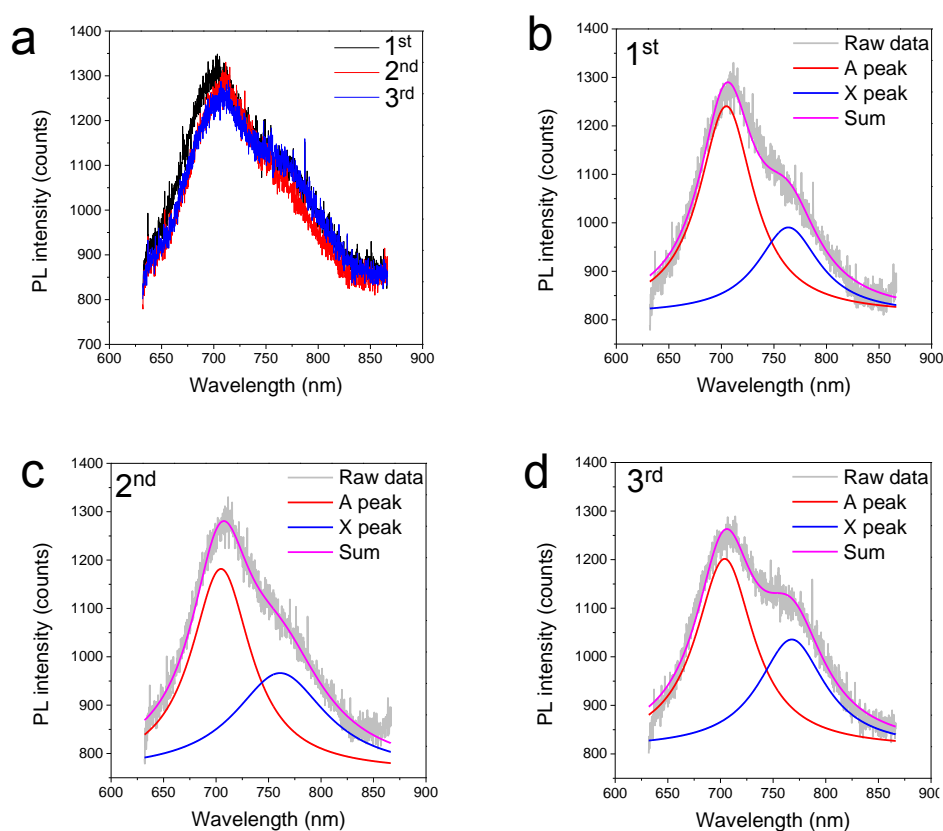 a
1st
2nd
3rd
PL intensity (counts)
1400
1300
1200
1100
1000
900
800
700
600 650 700 750 800 850 900
Wavelength (nm)
b
1st
Raw data
A peak
X peak
Sum
PL intensity (counts)
1400
1300
1200
1100
1000
900
800
600 650 700 750 800 850 900
Wavelength (nm)
c
2nd
Raw data
A peak
X peak
Sum
PL intensity (counts)
1400
1300
1200
1100
1000
900
800
600 650 700 750 800 850 900
Wavelength (nm)
d
3rd
Raw data
A peak
X peak
Sum
PL intensity (counts)
1400
1300
1200
1100
1000
900
800
600 650 700 750 800 850 900
Wavelength (nm)